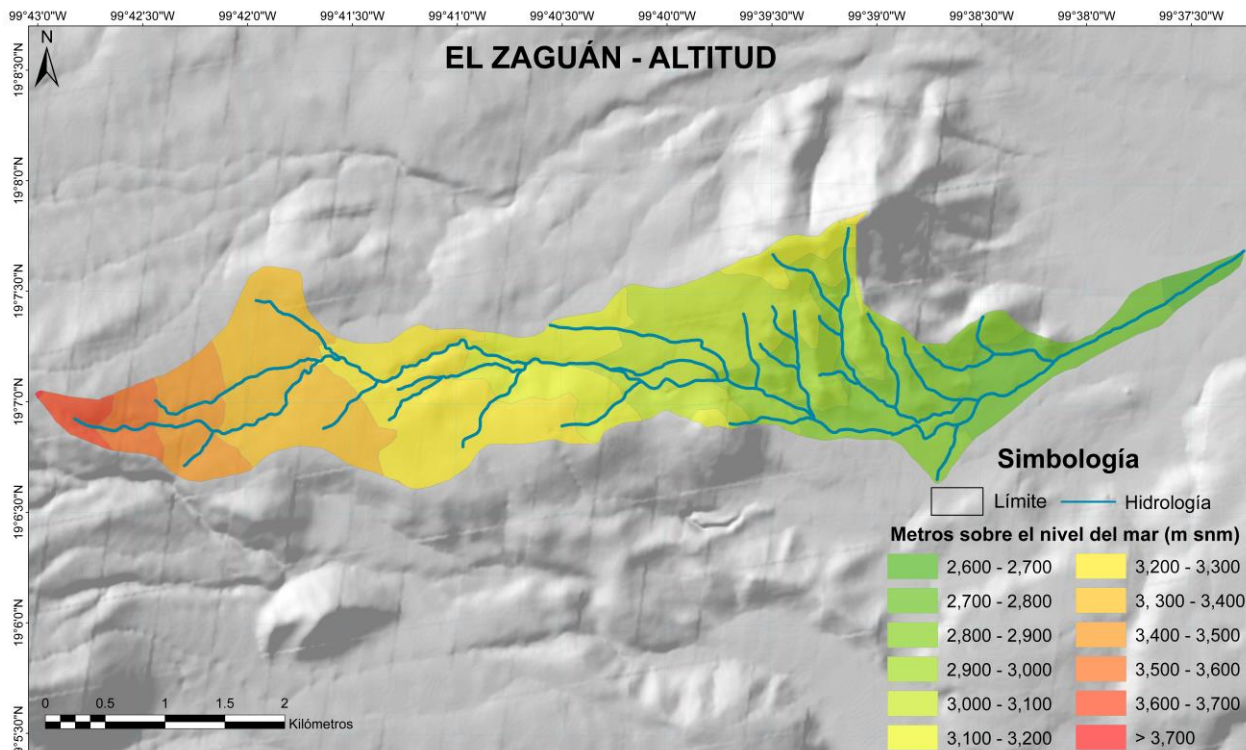 99°43'0"N 99°42'30"N 99°42'0"N 99°41'30"N 99°41'0"N 99°40'30"N 99°40'0"N 99°39'30"N 99°39'0"N 99°38'30"N 99°38'0"N 99°37'30"N
N
EL ZAGUÁN - ALTITUD
19°8'30"N
19°8'0"N
19°7'30"N
19°7'0"N
19°6'30"N
19°6'0"N
19°5'30"N
Simbología
Límite
Hidrología
Metros sobre el nivel del mar (m snm)
2,600 - 2,700
2,700 - 2,800
2,800 - 2,900
2,900 - 3,000
3,000 - 3,100
3,100 - 3,200
3,200 - 3,300
3, 300 - 3,400
3,400 - 3,500
3,500 - 3,600
3,600 - 3,700
> 3,700
0 0.5 1 1.5 2
Kilómetros